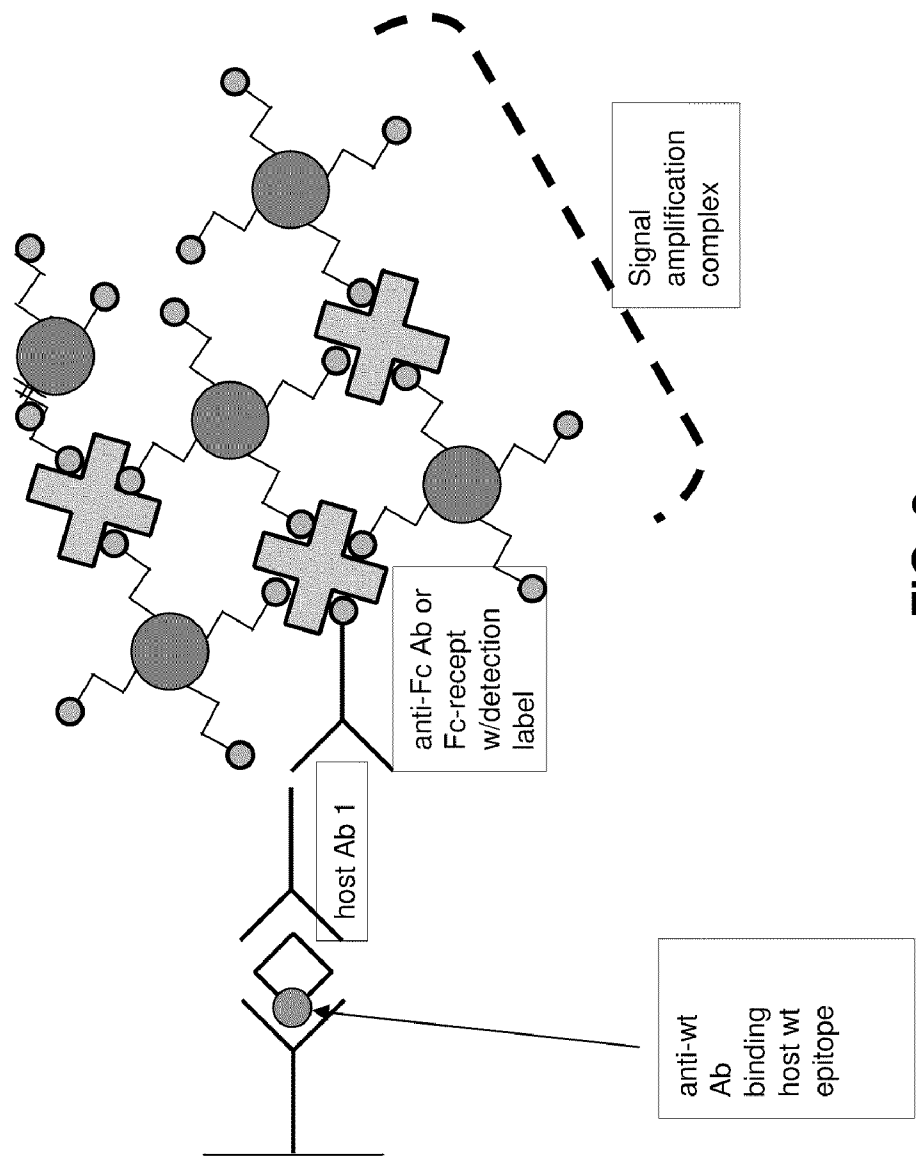 host Ab 1
anti-Fc Ab or
Fc-recept
w/detection
label
Signal
amplification
complex
anti-wt
Ab
binding
host wt
epitope
FIG.